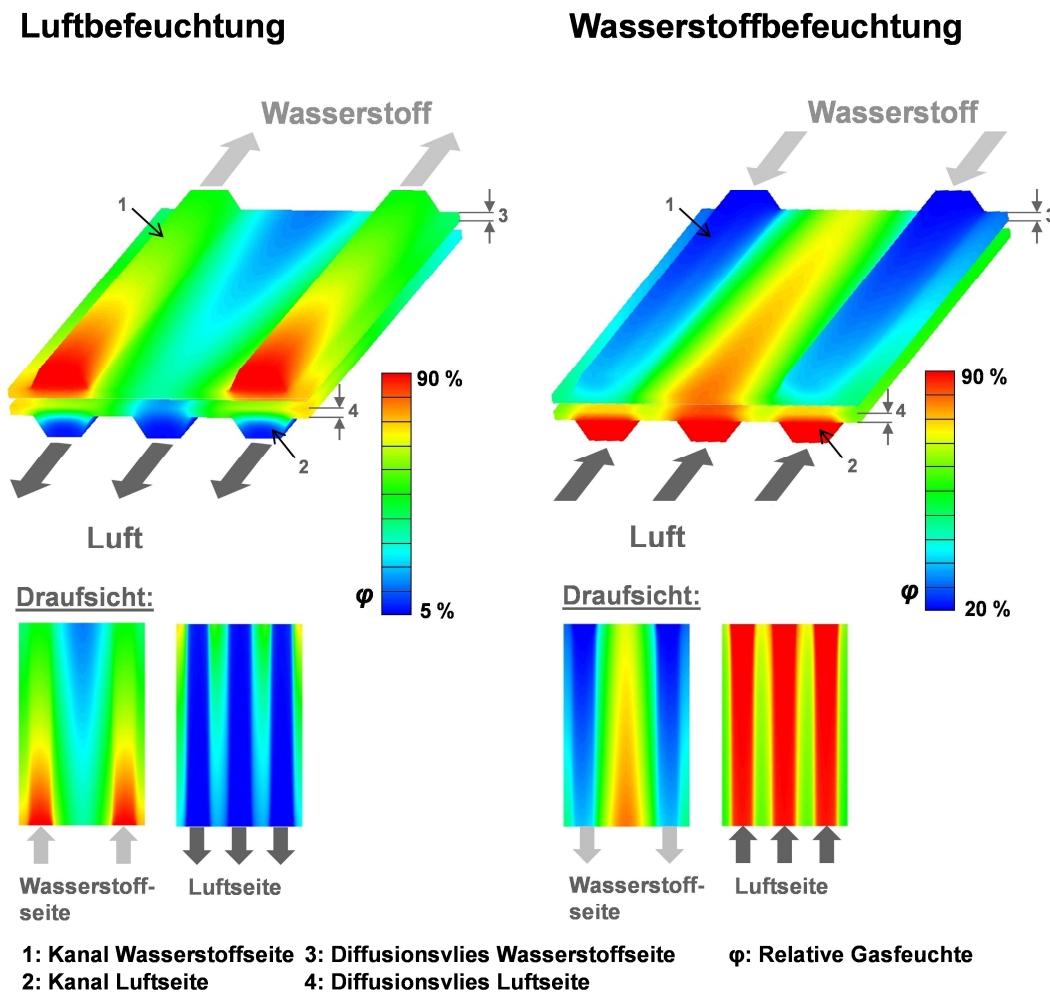 Luftbefeuchtung
Wasserstoffbefeuchtung
Wasserstoff
1
3
4
2
Luft
90 %
φ
5 %
Wasserstoff
1
3
4
2
Luft
90 %
φ
20 %
Draufsicht:
Wasserstoff-
seite
Luftseite
Draufsicht:
Wasserstoff-
seite
Luftseite
1: Kanal Wasserstoffseite 3: Diffusionsvlies Wasserstoffseite φ: Relative Gasfeuchte
2: Kanal Luftseite 4: Diffusionsvlies Luftseite